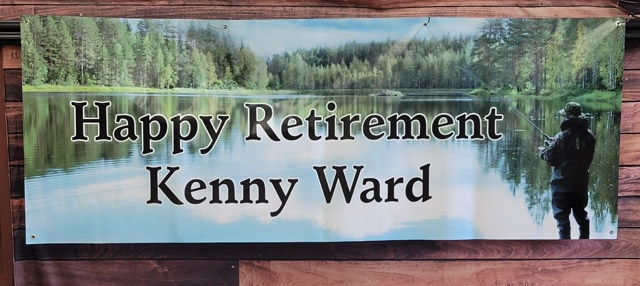 Happy Retirement
Kenny Ward